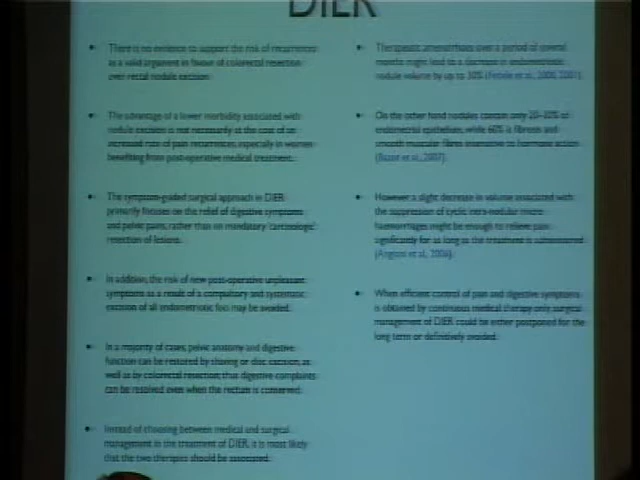 DIER
There is no evidence to support the risk of recurrences
as a valid argument in favour of colorectal resection
over rectal nodule excision.
The advantage of a lower morbidity associated with
nodule excision is not necessarily at the cost of an
increased rate of pain recurrences, especially in women
benefiting from post-operative medical treatment.
The symptom-guided surgical approach in DIER
primarily focuses on the relief of digestive symptoms
and pelvic pains, rather than on mandatory 'carcinologic'
resection of lesions.
In addition, the risk of new post-operative unpleasant
symptoms as a result of a compulsory and systematic
excision of all endometriotic foci may be avoided.
In a majority of cases, pelvic anatomy and digestive
function can be restored by shaving or disc excision, as
well as by colorectal resection; thus digestive complaints
can be resolved even when the rectum is conserved.
Instead of choosing between medical and surgical
management in the treatment of DIER, it is most likely
that the two therapies should be associated.
Therapeutic amenorrhoea over a period of several
months might lead to a decrease in endometriotic
nodule volume by up to 30% (Fedele et al., 2000, 2001).
On the other hand nodules contain only 20–30% of
endometrial epithelium, while 60% is fibrosis and
smooth muscular fibres insensitive to hormone action
However a slight decrease in volume associated with
the suppression of cyclic intra-nodular micro
haemorrhages might be enough to relieve pain
significantly for as long as the treatment is administered
When efficient control of pain and digestive symptoms
is obtained by continuous medical therapy only, surgical
management of DIER could be either postponed for the
long term or definitively avoided.